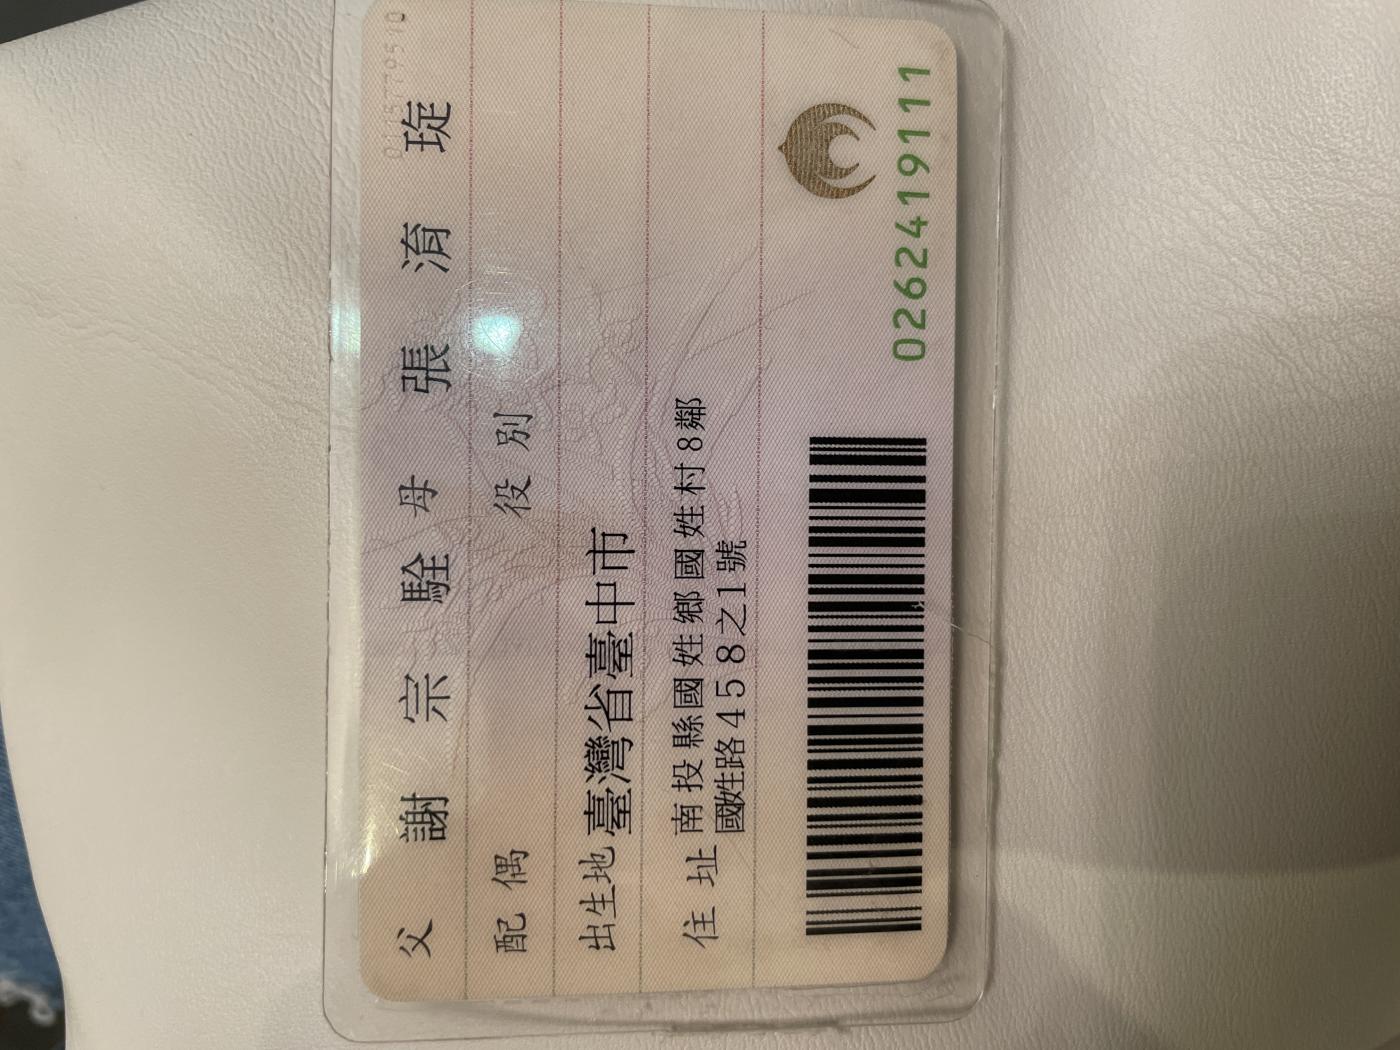 父 謝宗駩 母 張淯琔
配偶 役別
出生地 臺灣省臺中市
住址 南投縣國姓鄉國姓村8鄰
國姓路458之1號
0262419111